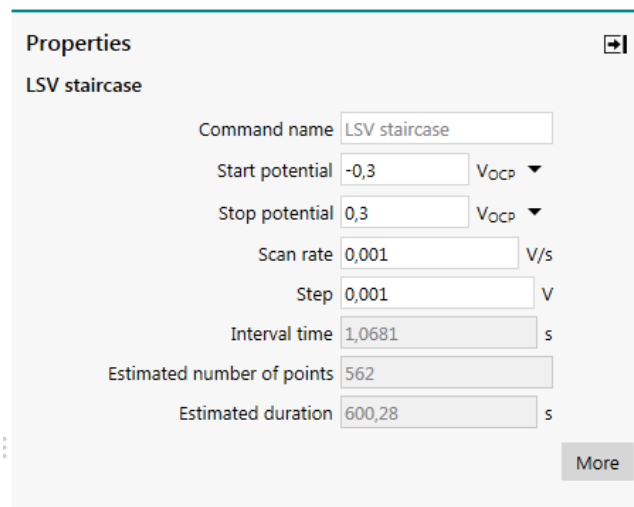 Properties
LSV staircase
Command name LSV staircase
Start potential -0,3 VOCP
Stop potential 0,3 VOCP
Scan rate 0,001 V/s
Step 0,001 V
Interval time 1,0681 s
Estimated number of points 562
Estimated duration 600,28 s
More